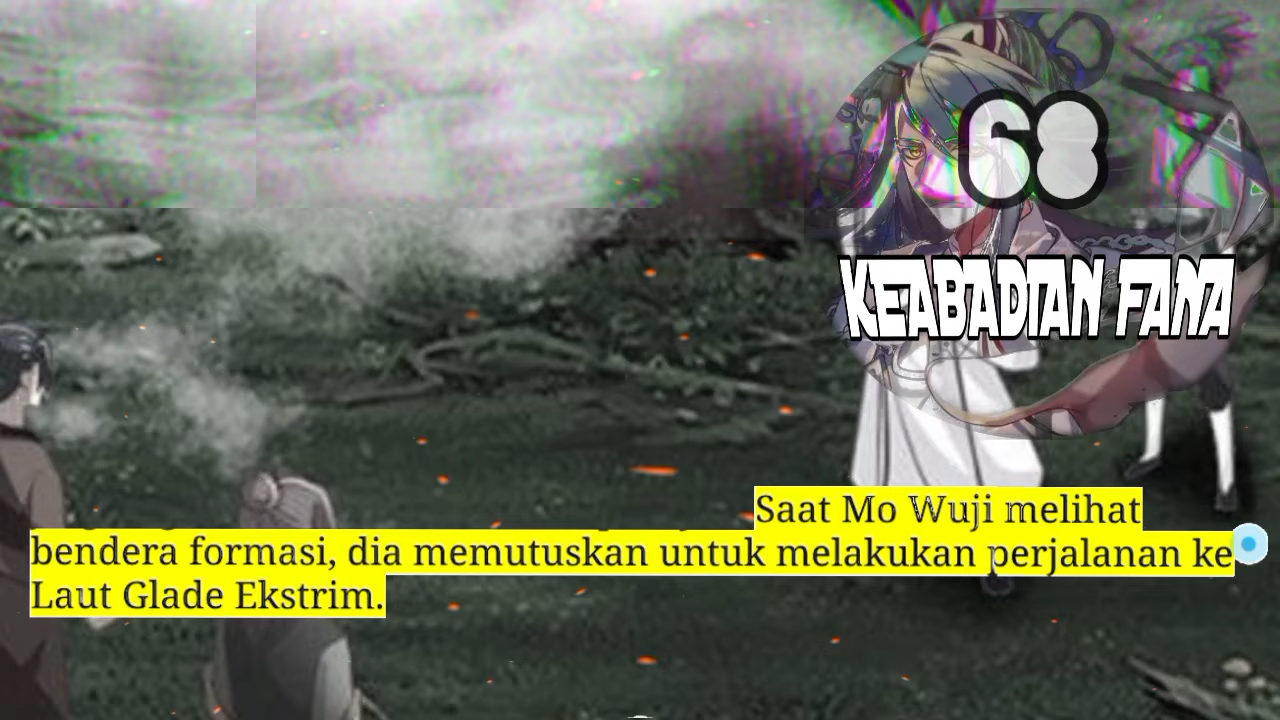 68
KEABADIAN FANA
Saat Mo Wuji melihat
bendera formasi, dia memutuskan untuk melakukan perjalanan ke
Laut Glade Ekstrim.